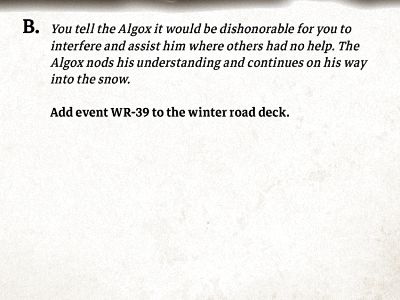 B. You tell the Algox it would be dishonorable for you to
interfere and assist him where others had no help. The
Algox nods his understanding and continues on his way
into the snow.
Add event WR-39 to the winter road deck.